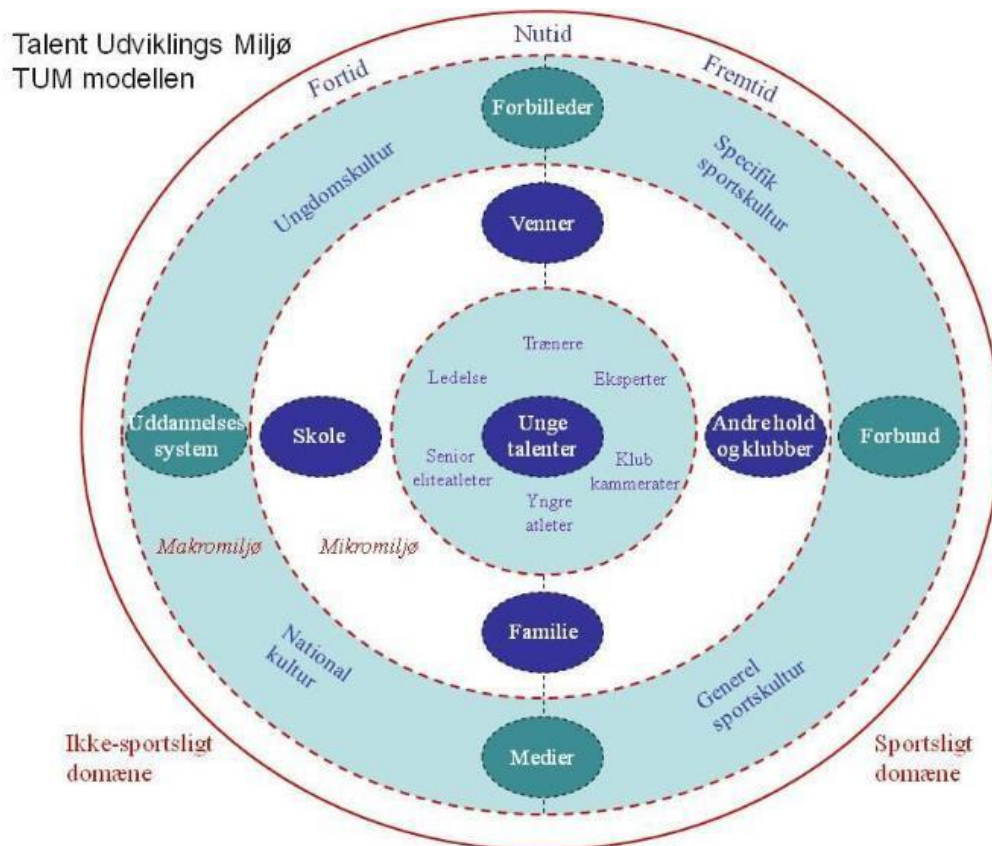 Talent Udviklings Miljø
TUM modellen
Nutid
Fortid
Fremtid
Forbilleder
Ungdomskultur
Specifik
sportskultur
Venner
Trænere
Ledelse
Eksperter
Uddannelses
system
Skole
Unge
talenter
Andre hold
og klubber
Forbund
Senior
eliteatleter
Klub
kammerater
Yngre
atleter
Makromiljø
Mikromiljø
Familie
National
kultur
Generel
sportskultur
Medier
Ikke-sportsligt
domæne
Sportsligt
domæne